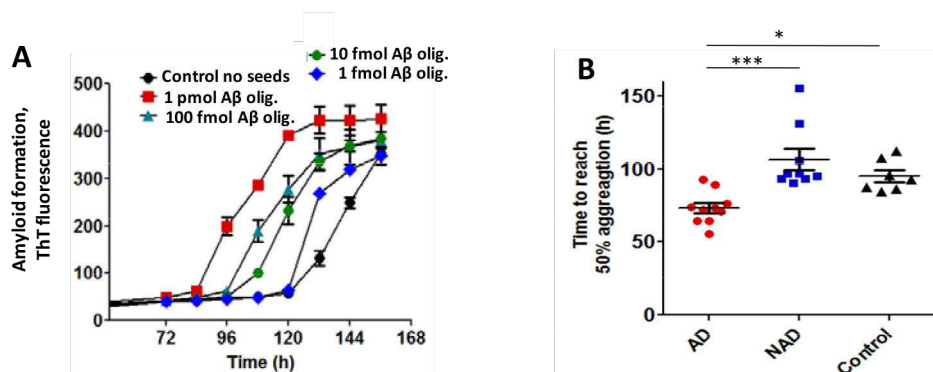 A
Control no seeds
1 pmol Aβ olig.
100 fmol Aβ olig.
10 fmol Aβ olig.
1 fmol Aβ olig.
Amyloid formation,
ThT fluorescence
500
400
300
200
100
0
72
96
120
144
168
Time (h)
B
*
***
Time to reach
50% aggreagtion (h)
150
100
50
0
AD
NAD
Control